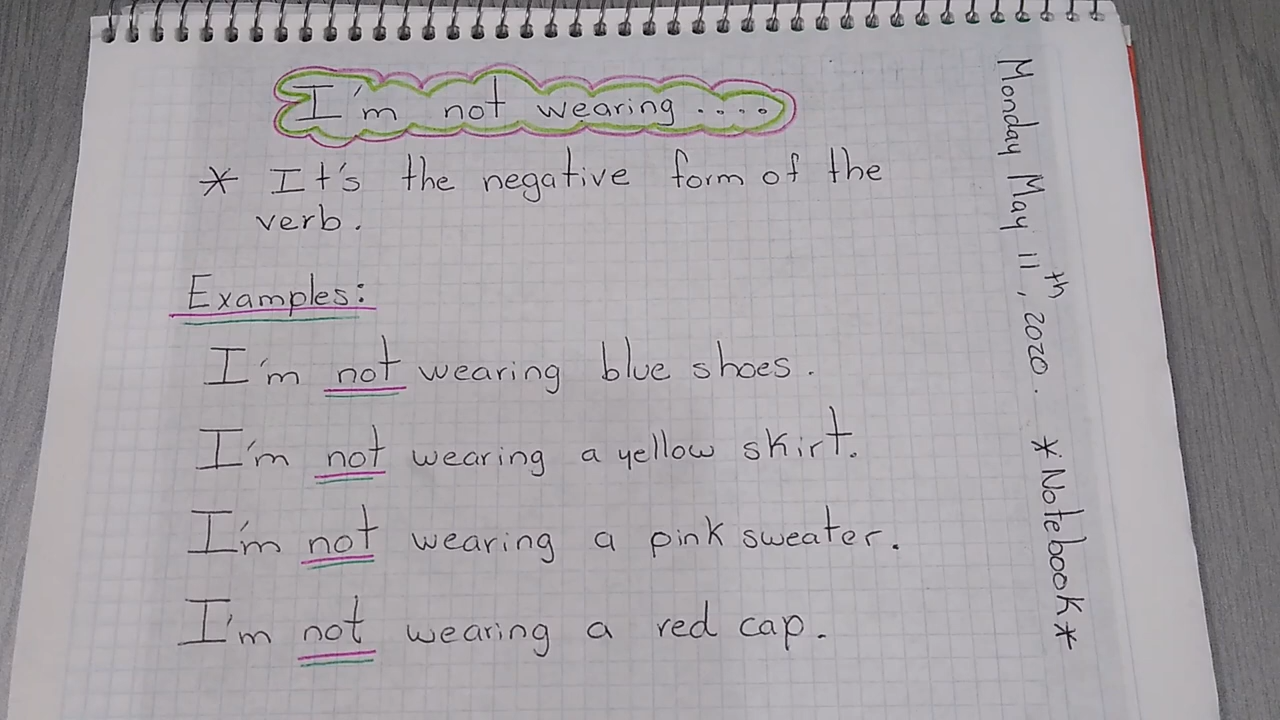 I'm not wearing ....
* It's the negative form of the
verb.
Examples:
I'm not wearing blue shoes.
I'm not wearing a yellow skirt.
I'm not wearing a pink sweater.
I'm not wearing a red cap.
Monday May 11th, 2020. *Notebook*